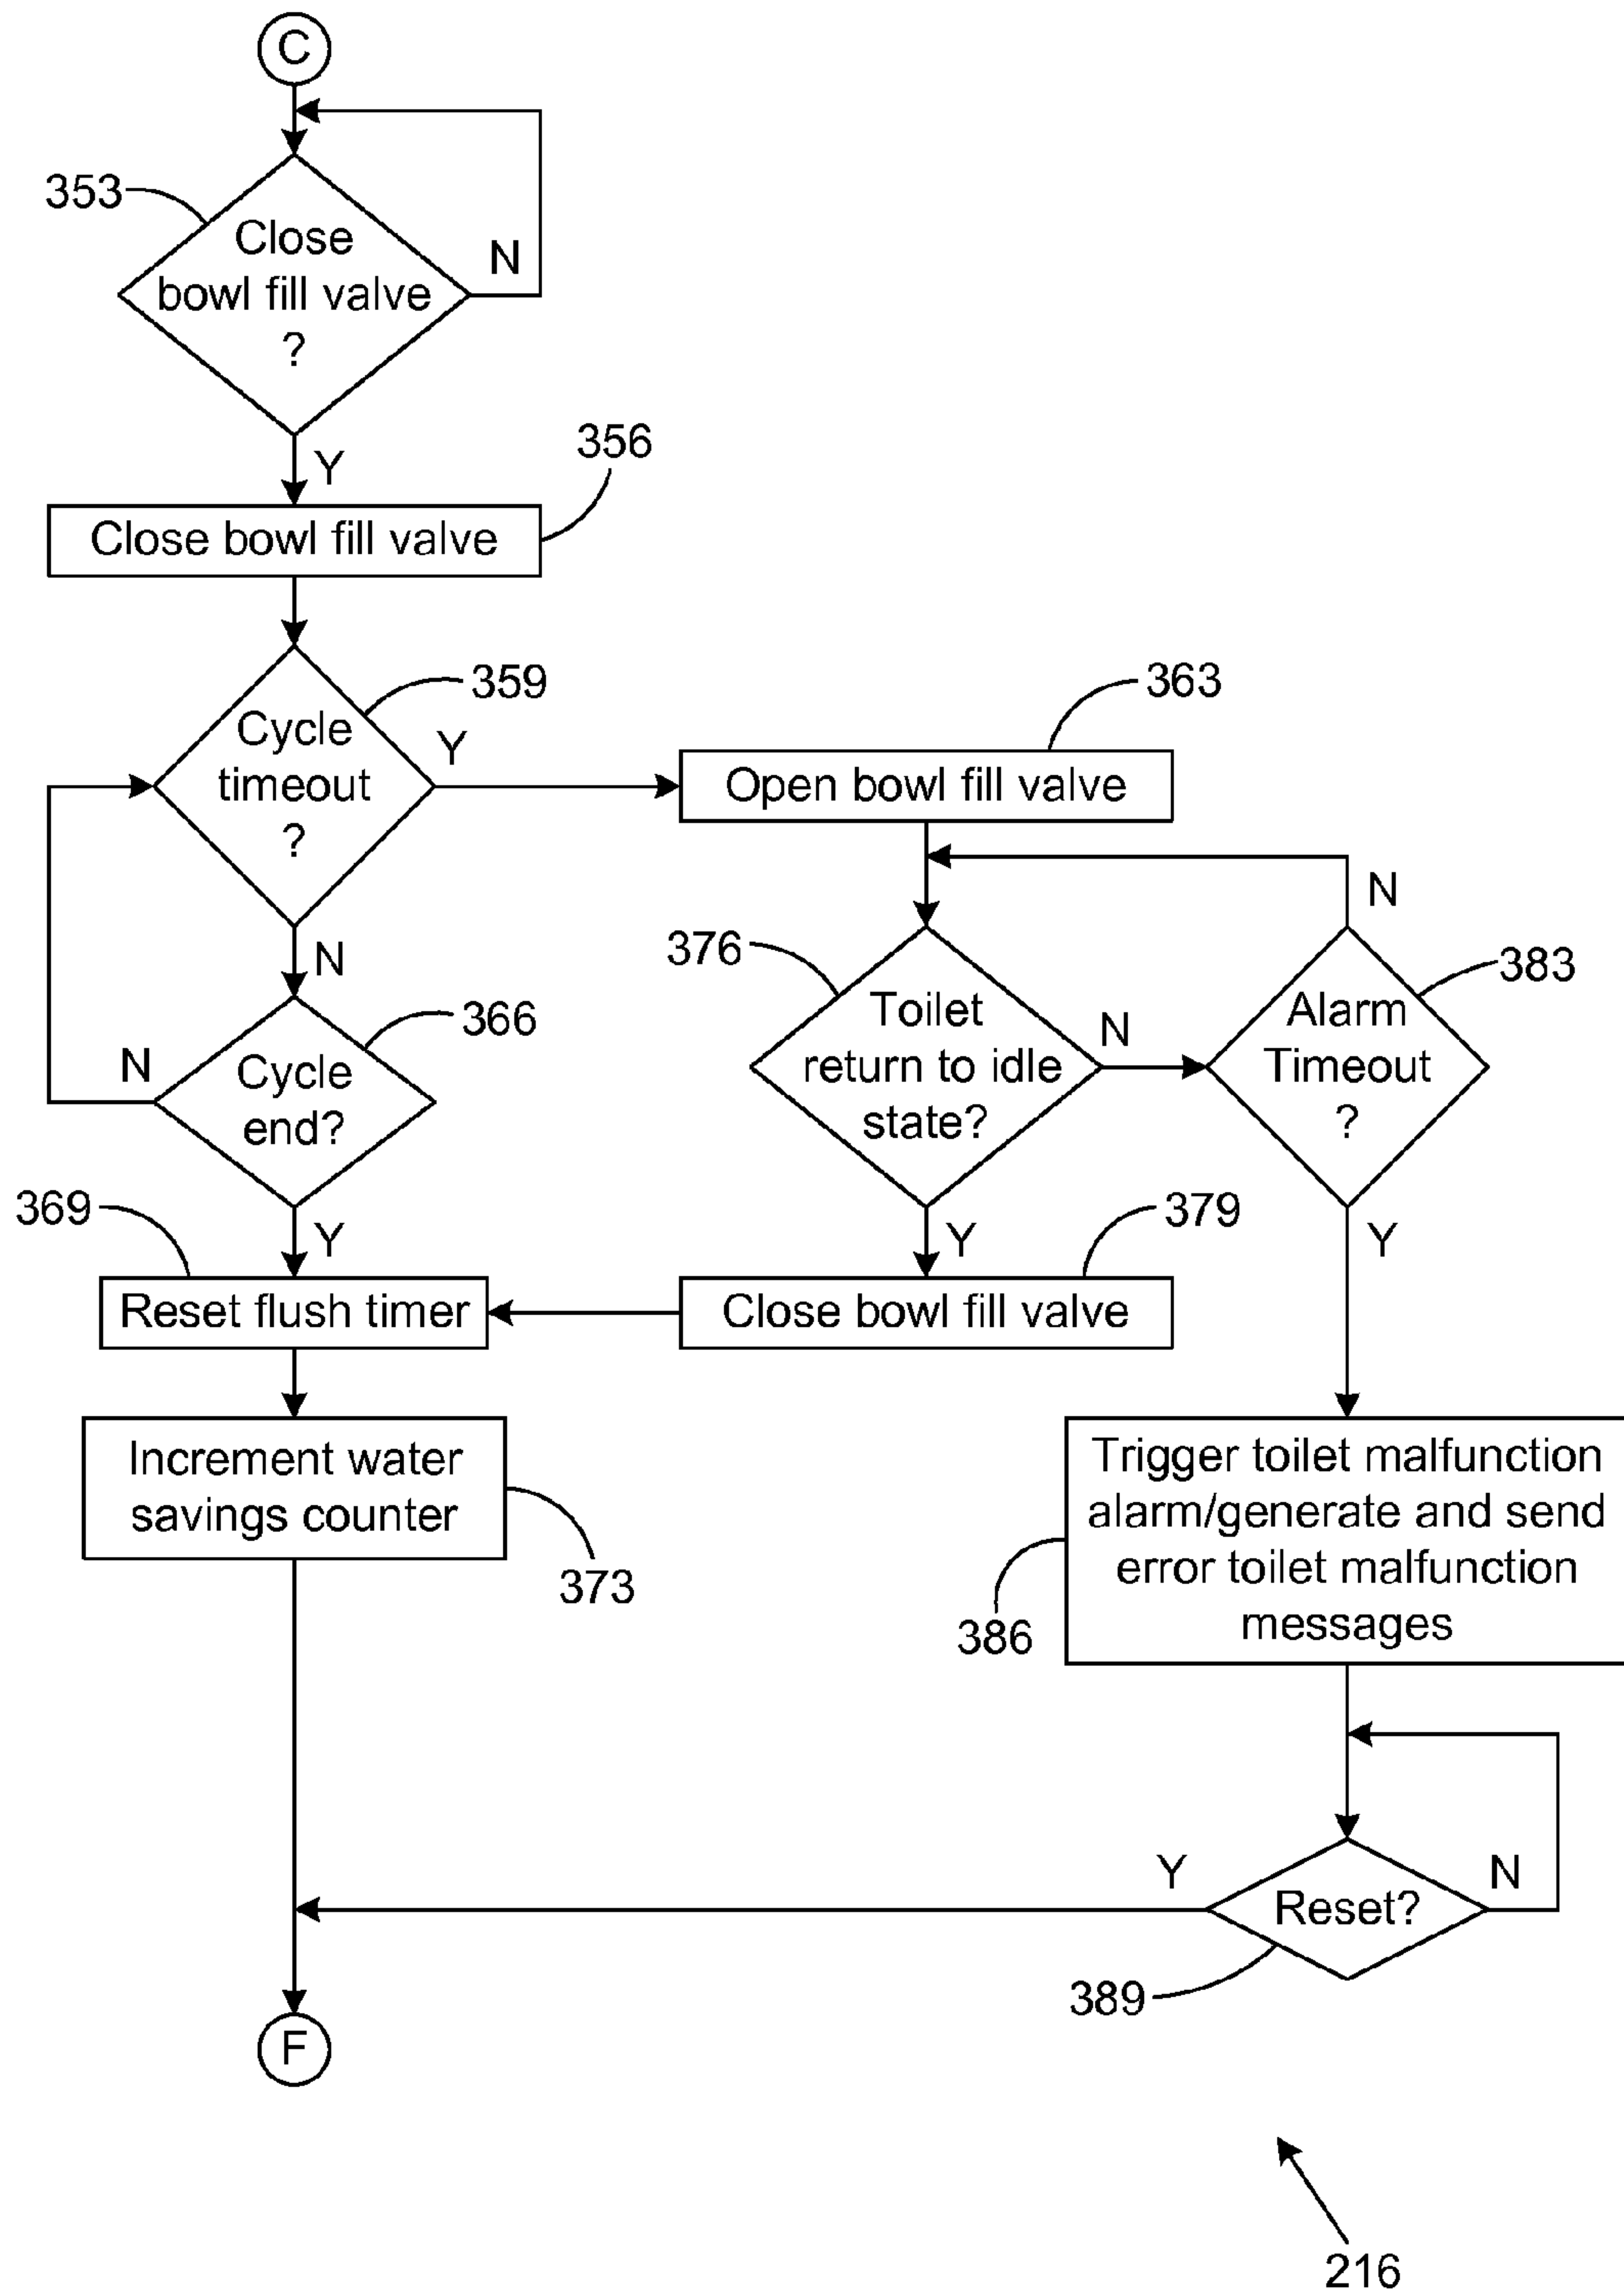 C
353
Close
bowl fill valve
?
N
Y
356
Close bowl fill valve
359
Cycle
timeout
?
Y
363
Open bowl fill valve
N
366
Cycle
end?
N
Y
376
Toilet
return to idle
state?
N
383
Alarm
Timeout
?
N
Y
Y
369
Reset flush timer
379
Close bowl fill valve
Increment water
savings counter
373
Trigger toilet malfunction
alarm/generate and send
error toilet malfunction
messages
386
Y
Reset?
N
389
F
216